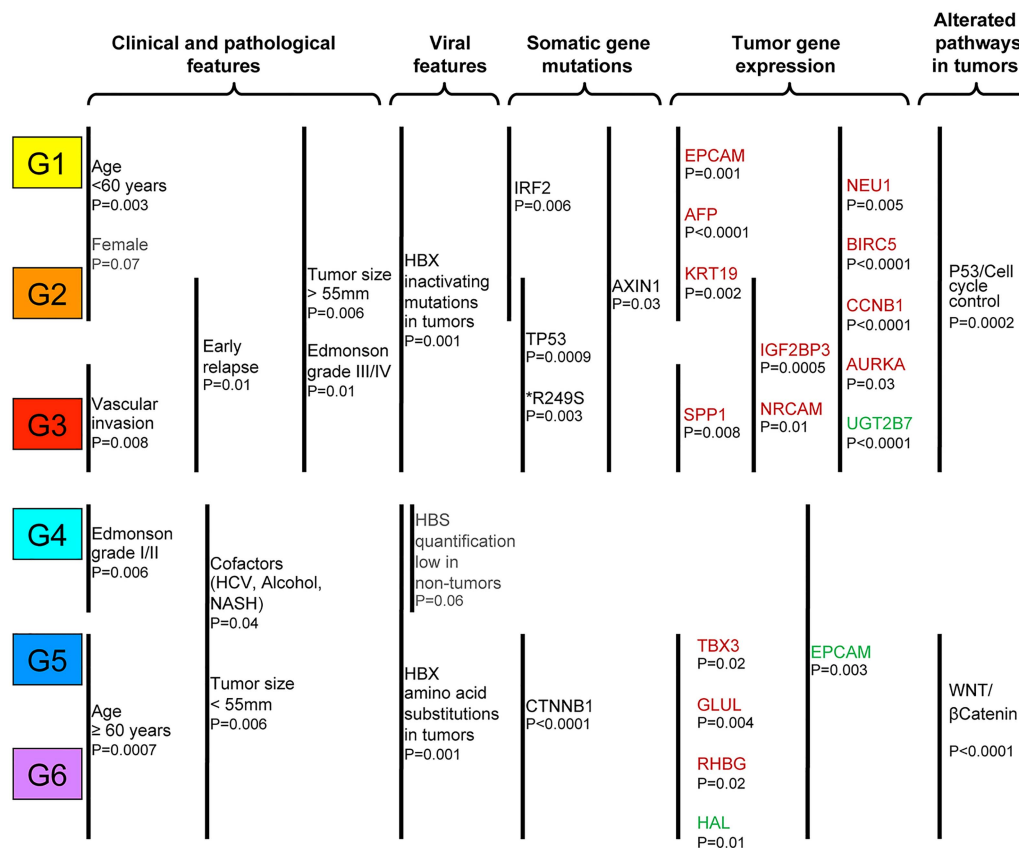 Clinical and pathological
features
Viral
features
Somatic gene
mutations
Tumor gene
expression
Alterated
pathways
in tumors
G1
Age
<60 years
P=0.003
Female
P=0.07
IRF2
P=0.006
EPCAM
P=0.001
AFP
P<0.0001
KRT19
P=0.002
NEU1
P=0.005
BIRC5
P<0.0001
CCNB1
P<0.0001
AURKA
P=0.03
UGT2B7
P<0.0001
G2
Early
relapse
P=0.01
Tumor size
> 55mm
P=0.006
Edmonson
grade III/IV
P=0.01
HBX
inactivating
mutations
in tumors
P=0.001
TP53
P=0.0009
*R249S
P=0.003
AXIN1
P=0.03
IGF2BP3
P=0.0005
NRCAM
P=0.01
P53/Cell
cycle
control
P=0.0002
G3
Vascular
invasion
P=0.008
SPP1
P=0.008
G4
Edmonson
grade I/II
P=0.006
Cofactors
(HCV, Alcohol,
NASH)
P=0.04
Tumor size
< 55mm
P=0.006
HBS
quantification
low in
non-tumors
P=0.06
G5
Age
≥ 60 years
P=0.0007
HBX
amino acid
substitutions
in tumors
P=0.001
CTNNB1
P<0.0001
TBX3
P=0.02
GLUL
P=0.004
RHBG
P=0.02
HAL
P=0.01
EPCAM
P=0.003
WNT/
βCatenin
P<0.0001
G6